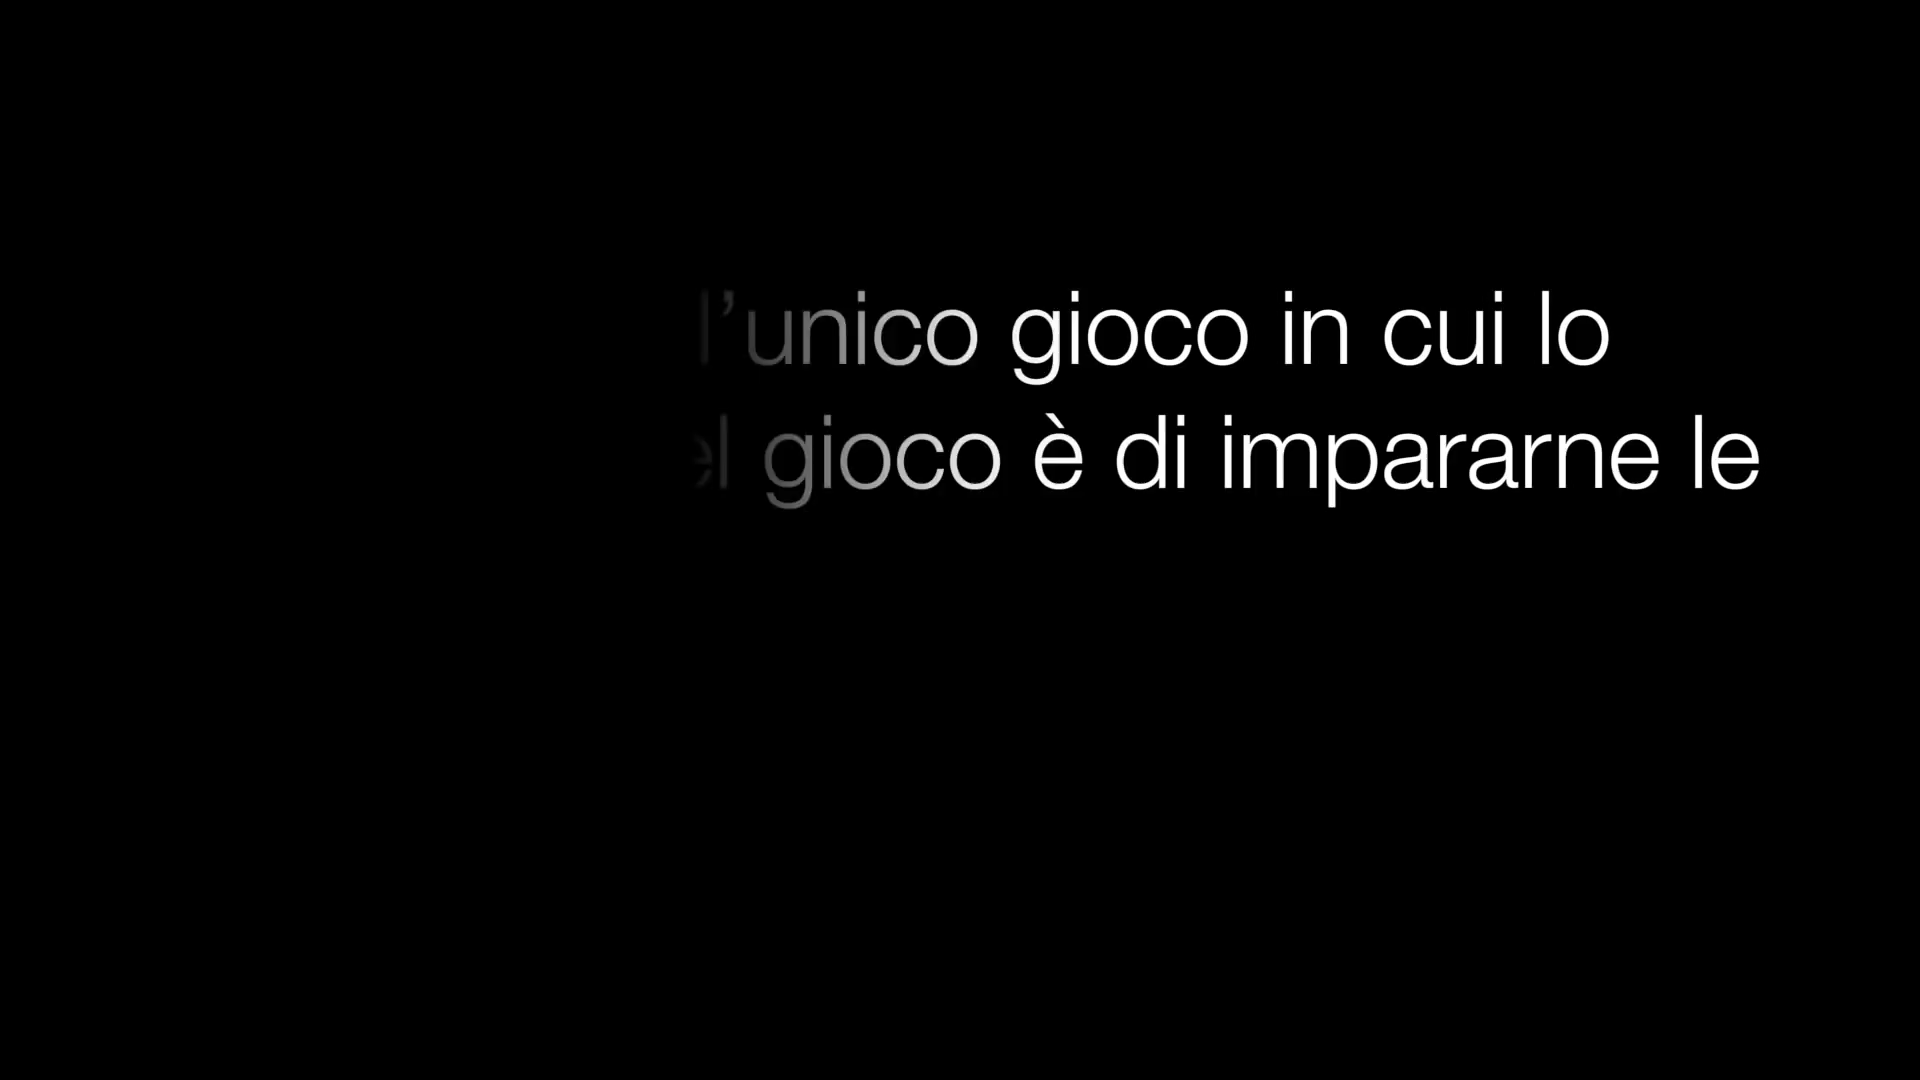 l’unico gioco in cui lo
gioco è di impararne le